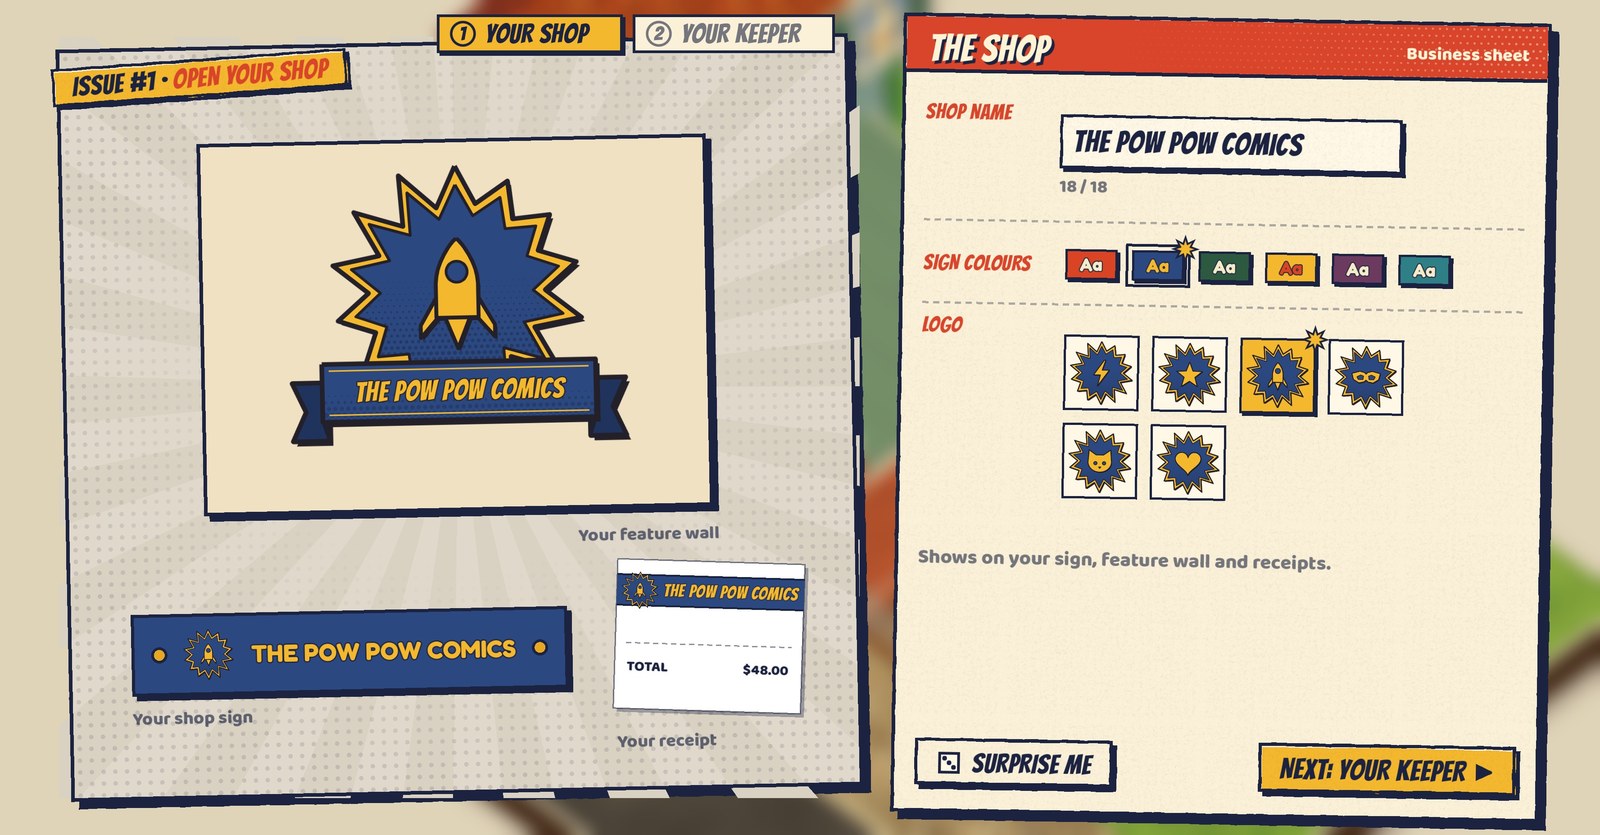 1 YOUR SHOP
2 YOUR KEEPER
ISSUE #1 · OPEN YOUR SHOP
THE POW POW COMICS
Your feature wall
THE POW POW COMICS
Your shop sign
THE POW POW COMICS
TOTAL $48.00
Your receipt
THE SHOP
Business sheet
SHOP NAME
THE POW POW COMICS
18 / 18
SIGN COLOURS
Aa Aa Aa Aa Aa Aa
LOGO
Shows on your sign, feature wall and receipts.
SURPRISE ME
NEXT: YOUR KEEPER ▶